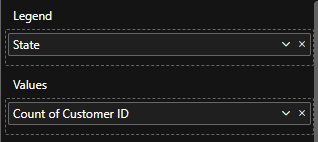 Legend
State
Values
Count of Customer ID